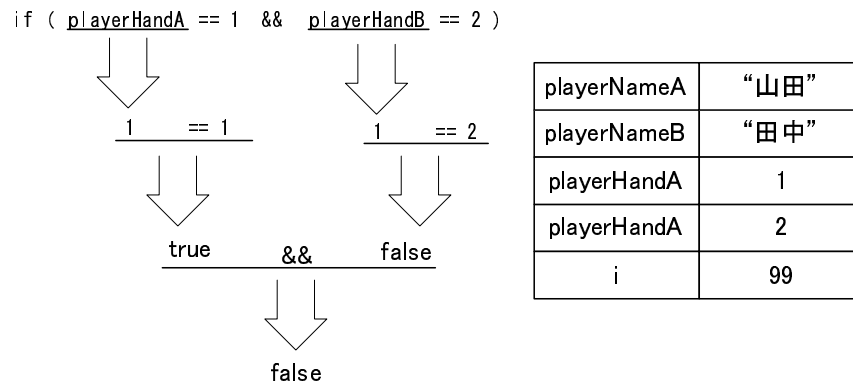 if ( playerHandA == 1 && playerHandB == 2 )
1 == 1
1 == 2
true && false
false
playerNameA “山田”
playerNameB “田中”
playerHandA 1
playerHandA 2
i 99